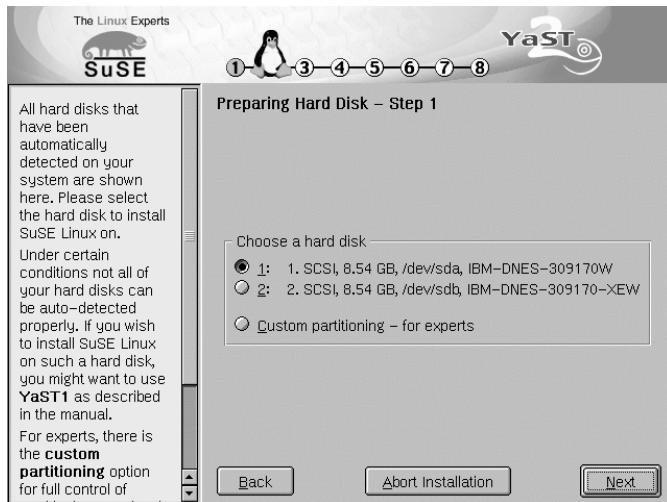 The Linux Experts
SuSE
YaST
2
1 3 4 5 6 7 8
All hard disks that
have been
automatically
detected on your
system are shown
here. Please select
the hard disk to install
SuSE Linux on.
Under certain
conditions not all of
your hard disks can
be auto-detected
properly. If you wish
to install SuSE Linux
on such a hard disk,
you might want to use
YaST1 as described
in the manual.
For experts, there is
the custom
partitioning option
for full control of
Preparing Hard Disk – Step 1
Choose a hard disk
1: 1. SCSI, 8.54 GB, /dev/sda, IBM-DNES-309170W
2: 2. SCSI, 8.54 GB, /dev/sdb, IBM-DNES-309170-XEW
Custom partitioning – for experts
Back
Abort Installation
Next